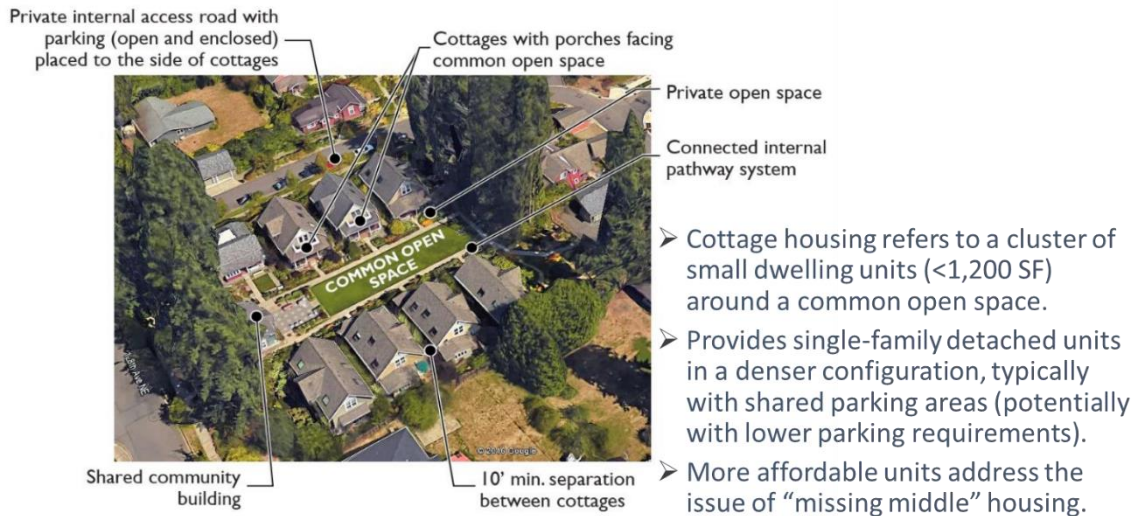 Private internal access road with
parking (open and enclosed)
placed to the side of cottages
Cottages with porches facing
common open space
Private open space
Connected internal
pathway system
COMMON OPEN
SPACE
Shared community
building
10' min. separation
between cottages
➢ Cottage housing refers to a cluster of
small dwelling units (<1,200 SF)
around a common open space.
➢ Provides single-family detached units
in a denser configuration, typically
with shared parking areas (potentially
with lower parking requirements).
➢ More affordable units address the
issue of “missing middle” housing.